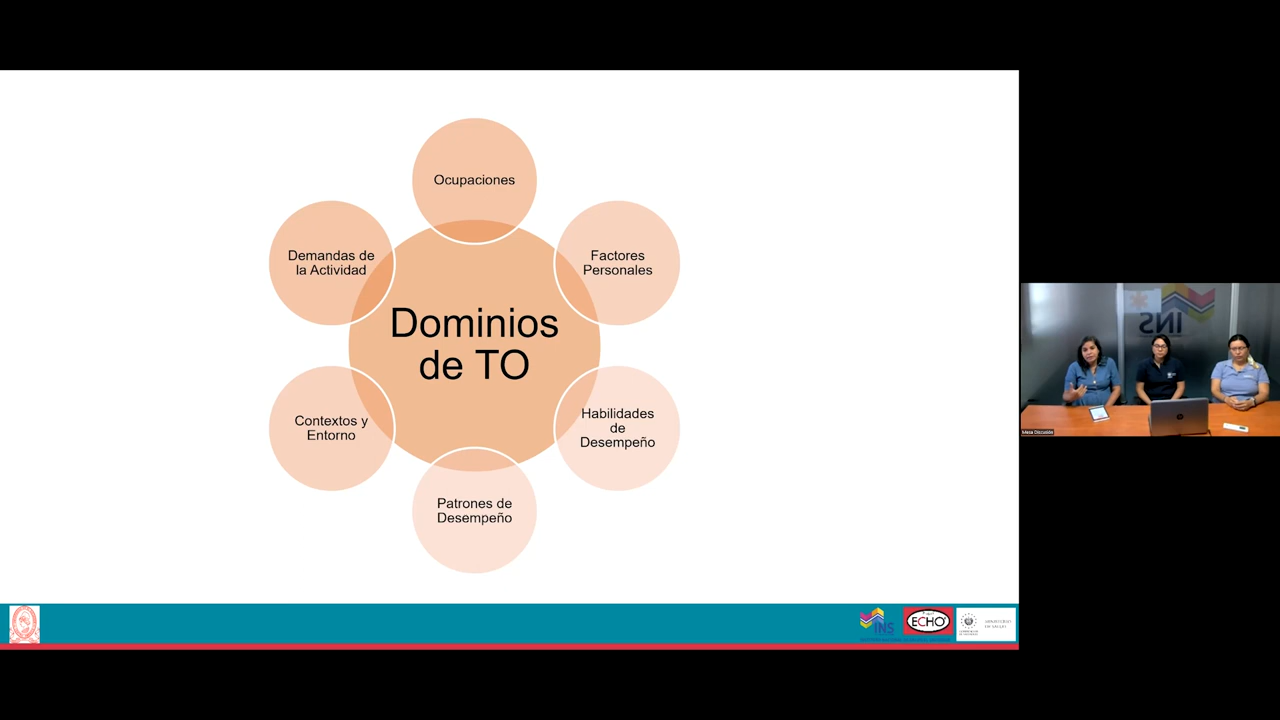 Ocupaciones
Demandas de
la Actividad
Factores
Personales
Dominios
de TO
Contextos y
Entorno
Habilidades
de
Desempeño
Patrones de
Desempeño
INS
Mesa Discusión
INS
ECHO